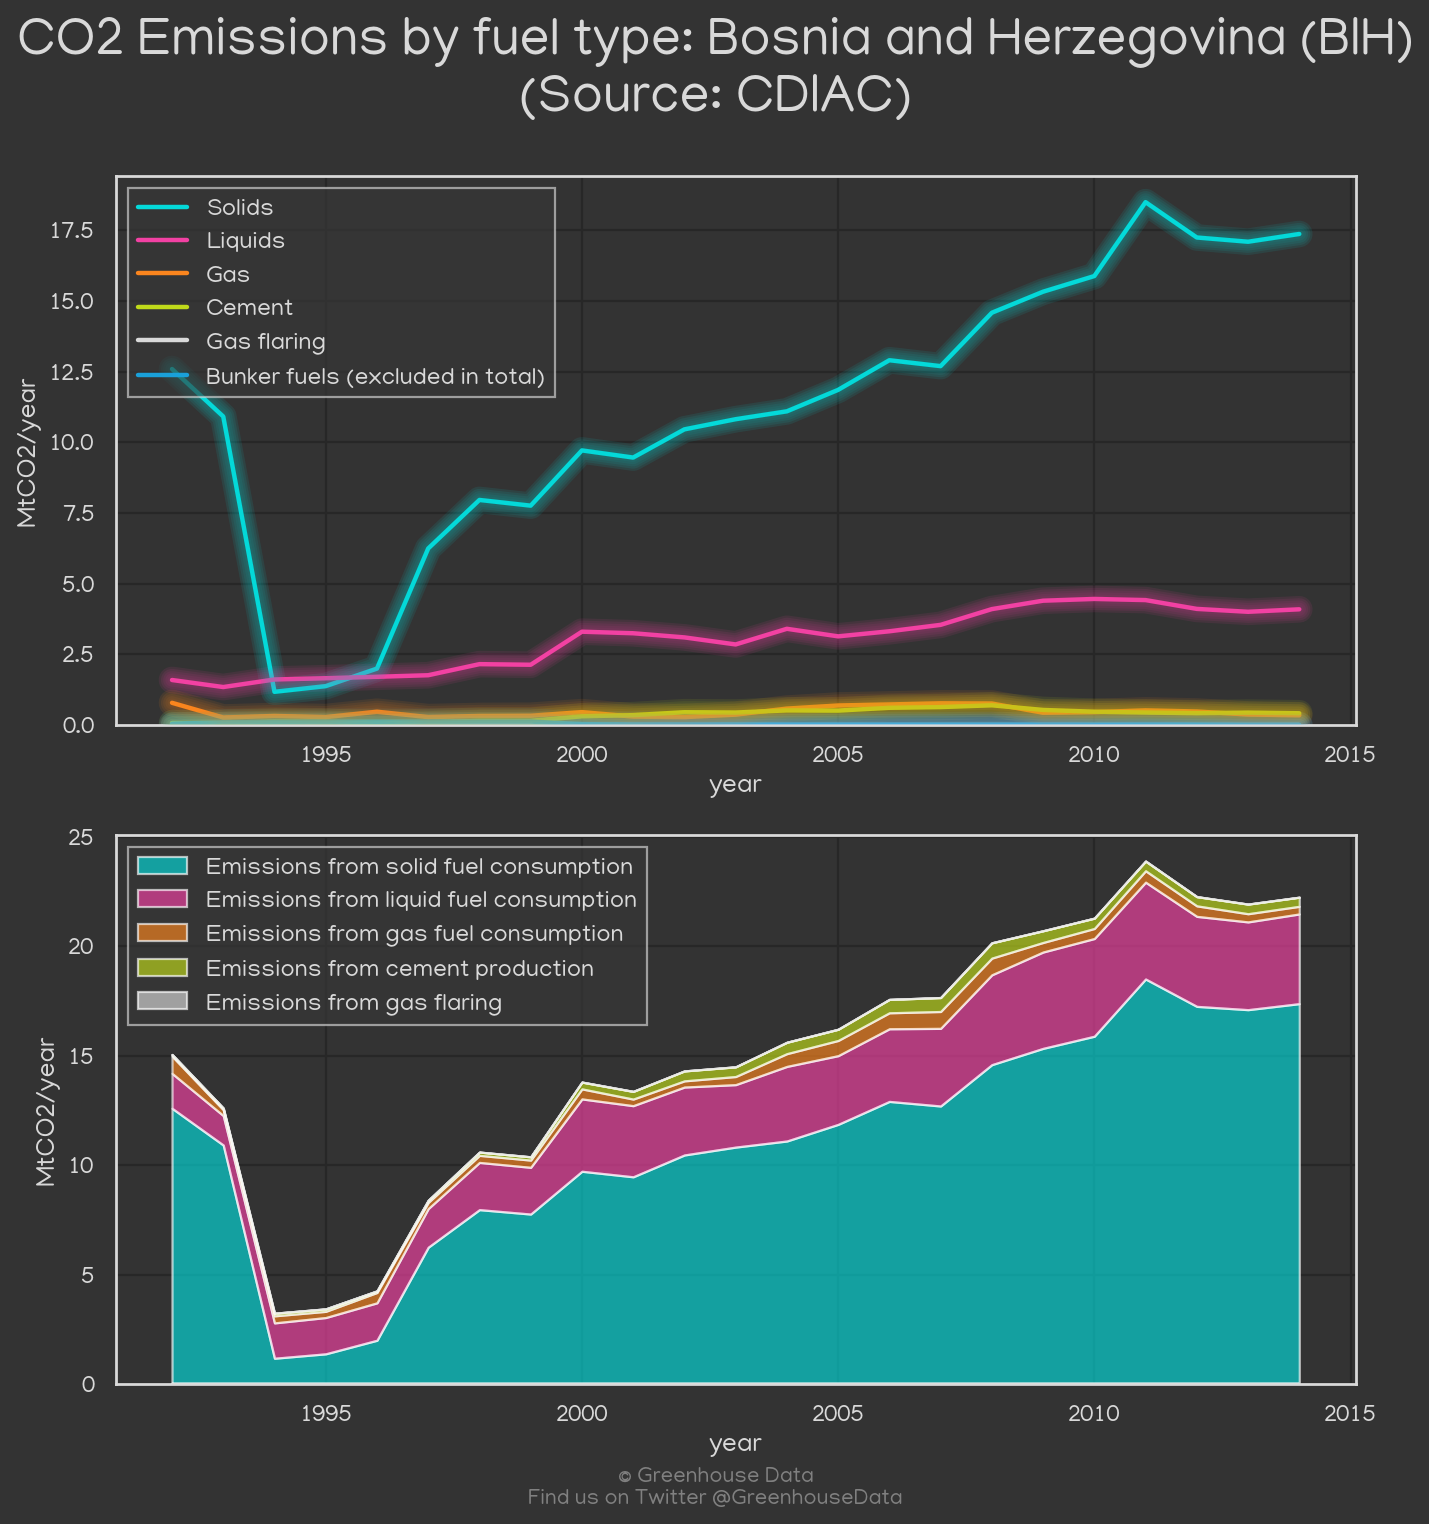 CO2 Emissions by fuel type: Bosnia and Herzegovina (BIH)
(Source: CDIAC)
Solids
Liquids
Gas
Cement
Gas flaring
Bunker fuels (excluded in total)
MtCO2/year
17.5
15.0
12.5
10.0
7.5
5.0
2.5
0.0
1995 2000 2005 2010 2015
year
Emissions from solid fuel consumption
Emissions from liquid fuel consumption
Emissions from gas fuel consumption
Emissions from cement production
Emissions from gas flaring
MtCO2/year
25
20
15
10
5
0
1995 2000 2005 2010 2015
year
© Greenhouse Data
Find us on Twitter @GreenhouseData